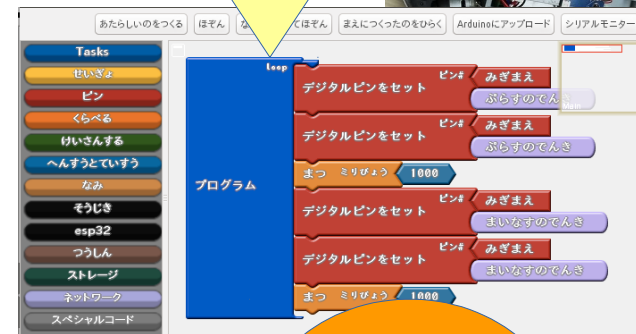 あたらしいのをつくる ほぞん な てほぞん まえにつくったのをひらく Arduinoにアップロード シリアルモニター
Tasks
せいぎょ
ピン
くらべる
けいさんする
へんすうとていすう
なみ
そうじき
esp32
つうしん
ストレージ
ネットワーク
スペシャルコード
プログラム
loop
デジタルピンをセット ピン# みぎまえ
ぷらすのでんき
デジタルピンをセット ピン# みぎまえ
ぷらすのでんき
まつ ミリびょう 1000
デジタルピンをセット ピン# みぎまえ
まいなすのでんき
デジタルピンをセット ピン# みぎまえ
まいなすのでんき
まつ ミリびょう 1000
Main